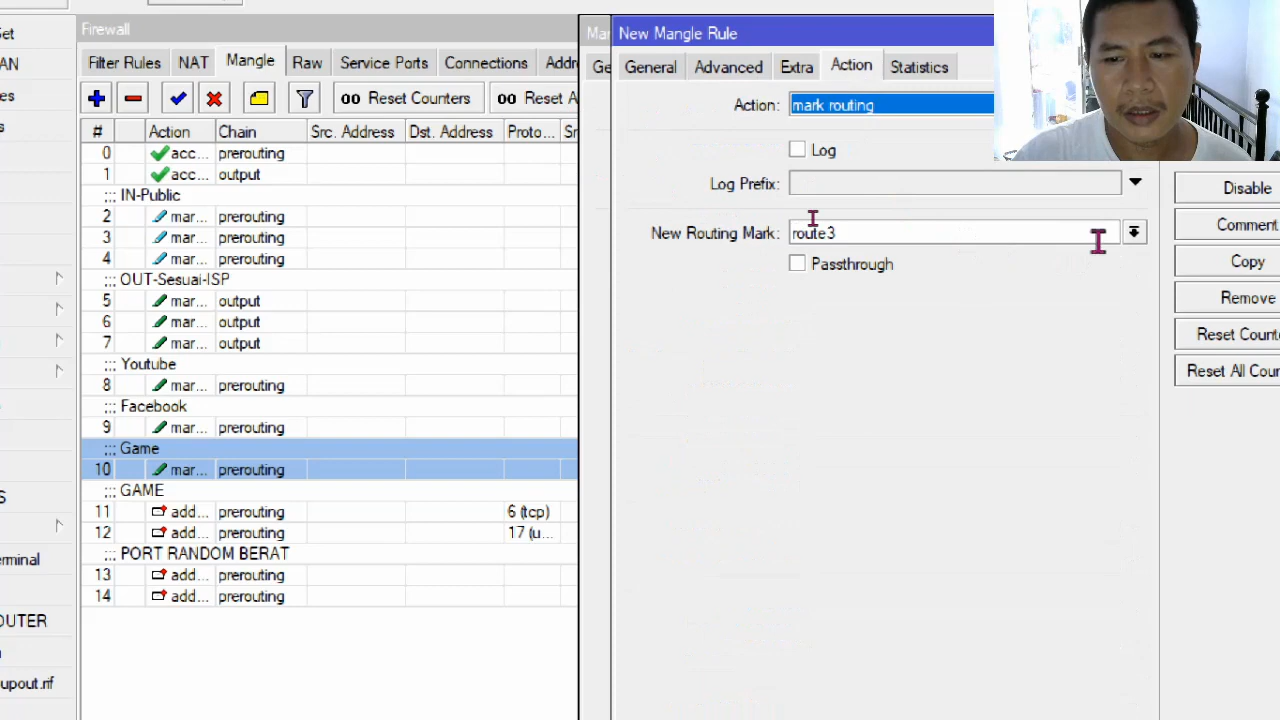 et
Firewall
Ma
New Mangle Rule
AN
es
s
Filter Rules NAT Mangle Raw Service Ports Connections Addr
Ge
General Advanced Extra Action Statistics
Reset Counters 00 Reset A
Action: mark routing
Log
Log Prefix:
New Routing Mark: route3
Passthrough
# Action Chain Src. Address Dst. Address Proto... Sr
0 acc... prerouting
1 acc... output
::: IN-Public
2 mar... prerouting
3 mar... prerouting
4 mar... prerouting
::: OUT-Sesuai-ISP
5 mar... output
6 mar... output
7 mar... output
::: Youtube
8 mar... prerouting
::: Facebook
9 mar... prerouting
::: Game
10 mar... prerouting
::: GAME
11 add... prerouting 6 (tcp)
12 add... prerouting 17 (u...
::: PORT RANDOM BERAT
13 add... prerouting
14 add... prerouting
S
erminal
OUTER
upout.rif
Disable
Comment
Copy
Remove
Reset Counte
Reset All Coun